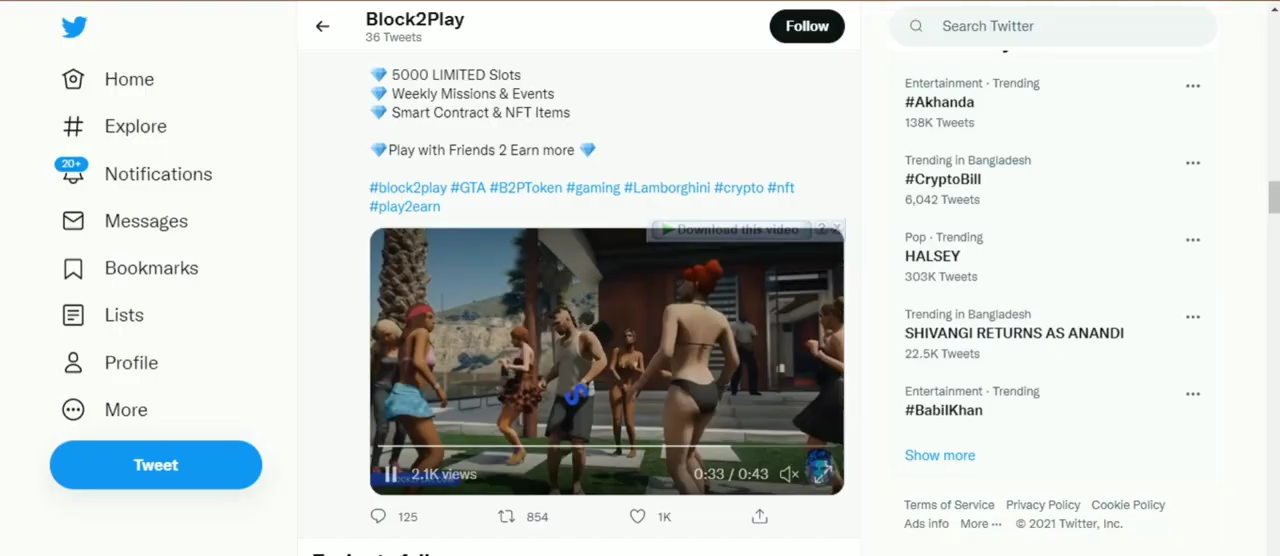 Home
Explore
20+
Notifications
Messages
Bookmarks
Lists
Profile
More
Tweet
Block2Play
36 Tweets
Follow
💎 5000 LIMITED Slots
💎 Weekly Missions & Events
💎 Smart Contract & NFT Items
💎Play with Friends 2 Earn more 💎
#block2play #GTA #B2PToken #gaming #Lamborghini #crypto #nft
#play2earn
Download this video ? X
2.1K views
0:33 / 0:43
125 854 1K
Search Twitter
Entertainment · Trending
#Akhanda
138K Tweets
Trending in Bangladesh
#CryptoBill
6,042 Tweets
Pop · Trending
HALSEY
303K Tweets
Trending in Bangladesh
SHIVANGI RETURNS AS ANANDI
22.5K Tweets
Entertainment · Trending
#BabilKhan
Show more
Terms of Service Privacy Policy Cookie Policy
Ads info More ··· © 2021 Twitter, Inc.